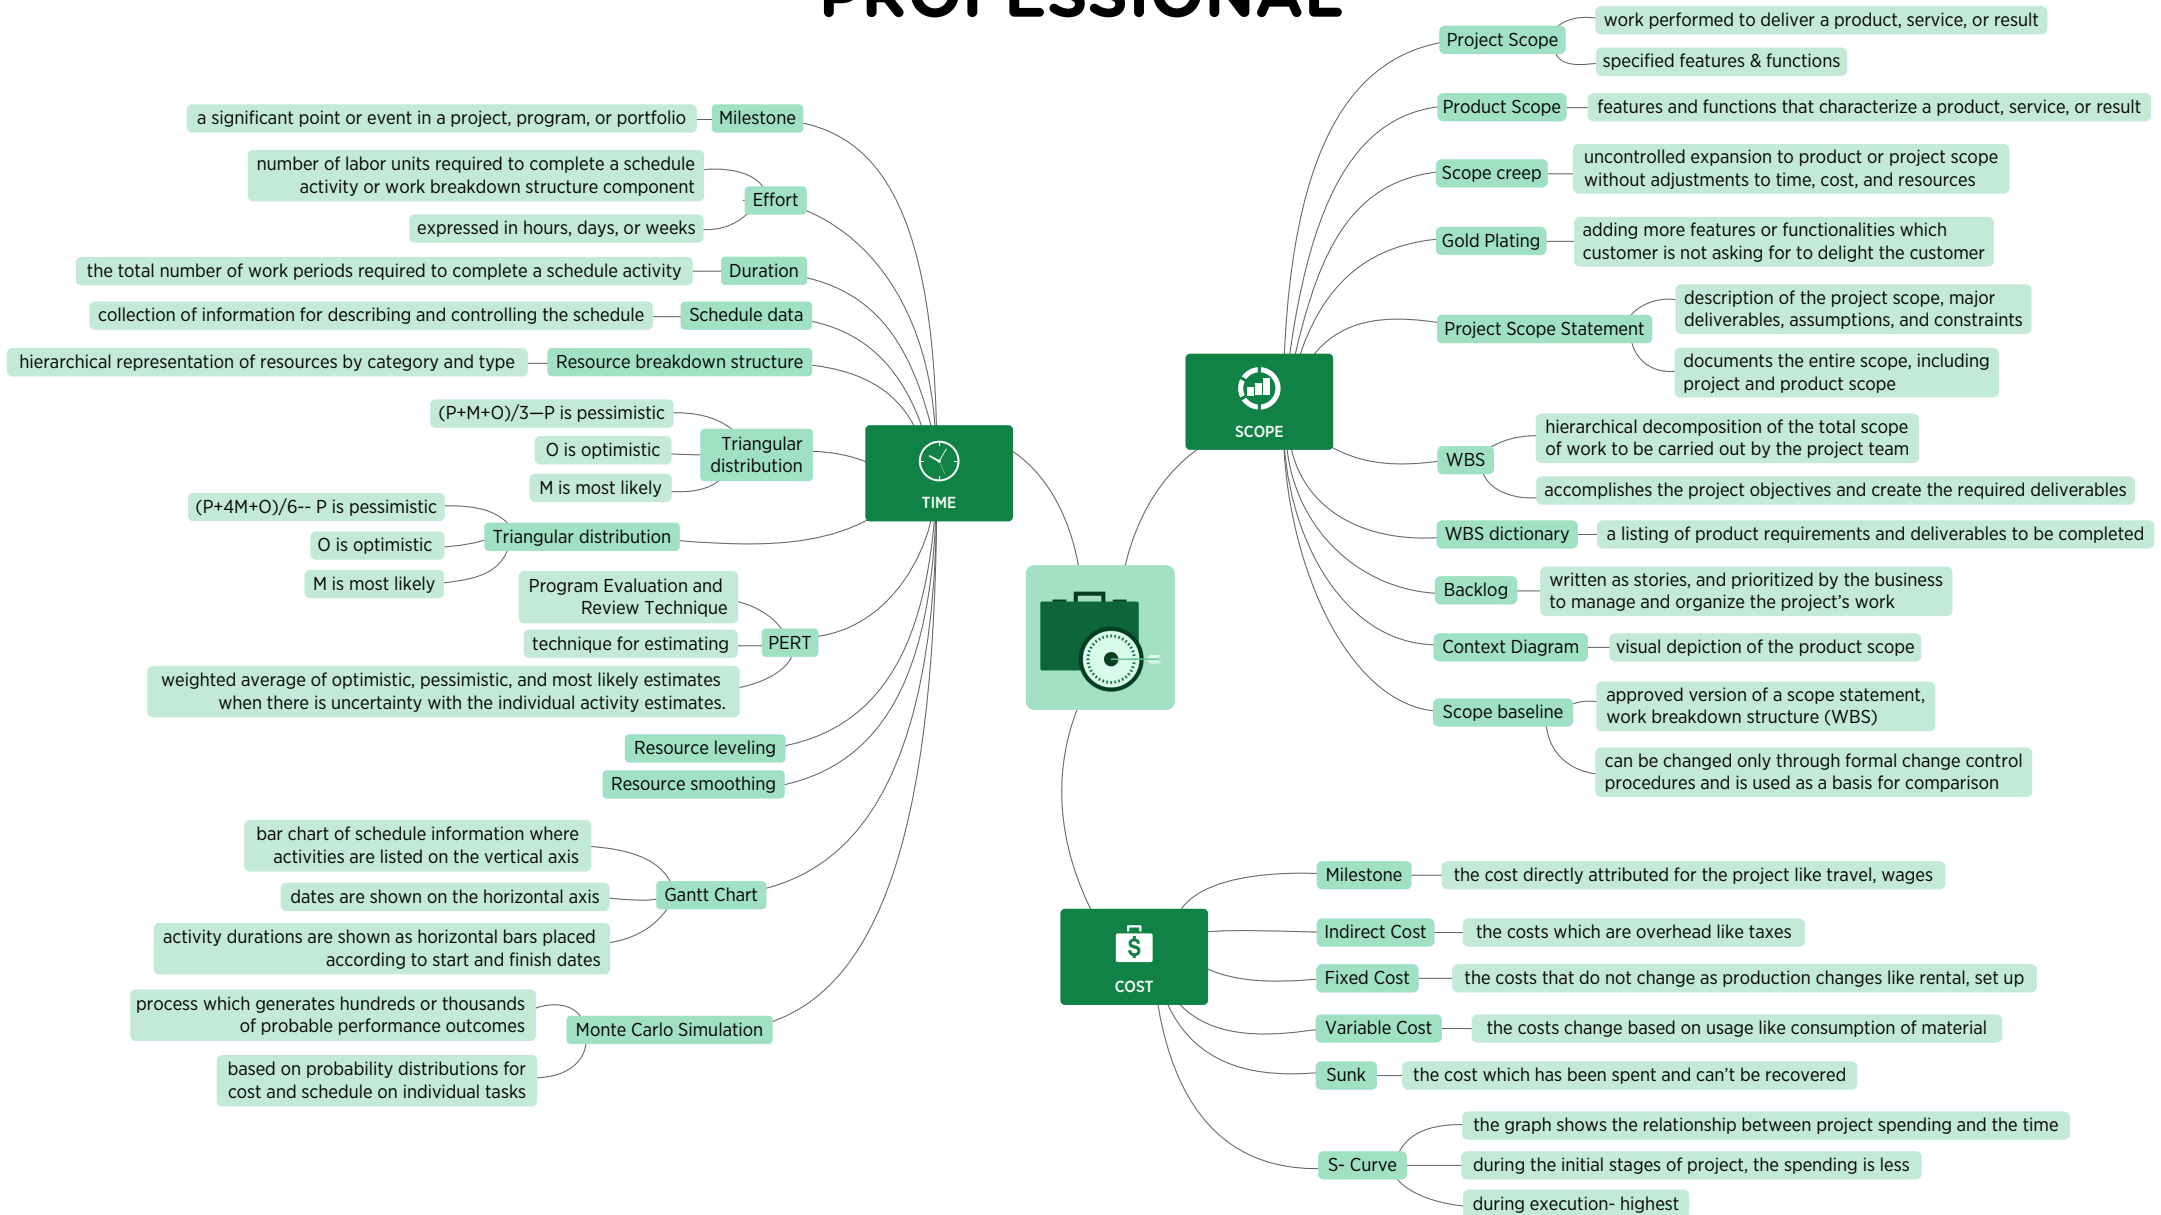 PROFESSIONAL
a significant point or event in a project, program, or portfolio
Milestone
number of labor units required to complete a schedule
activity or work breakdown structure component
Effort
expressed in hours, days, or weeks
the total number of work periods required to complete a schedule activity
Duration
collection of information for describing and controlling the schedule
Schedule data
hierarchical representation of resources by category and type
Resource breakdown structure
(P+M+O)/3—P is pessimistic
O is optimistic
M is most likely
Triangular
distribution
(P+4M+O)/6-- P is pessimistic
O is optimistic
M is most likely
Triangular distribution
Program Evaluation and
Review Technique
technique for estimating
PERT
weighted average of optimistic, pessimistic, and most likely estimates
when there is uncertainty with the individual activity estimates.
Resource leveling
Resource smoothing
bar chart of schedule information where
activities are listed on the vertical axis
dates are shown on the horizontal axis
Gantt Chart
activity durations are shown as horizontal bars placed
according to start and finish dates
process which generates hundreds or thousands
of probable performance outcomes
Monte Carlo Simulation
based on probability distributions for
cost and schedule on individual tasks
TIME
SCOPE
Project Scope
work performed to deliver a product, service, or result
specified features & functions
Product Scope
features and functions that characterize a product, service, or result
Scope creep
uncontrolled expansion to product or project scope
without adjustments to time, cost, and resources
Gold Plating
adding more features or functionalities which
customer is not asking for to delight the customer
Project Scope Statement
description of the project scope, major
deliverables, assumptions, and constraints
documents the entire scope, including
project and product scope
WBS
hierarchical decomposition of the total scope
of work to be carried out by the project team
accomplishes the project objectives and create the required deliverables
WBS dictionary
a listing of product requirements and deliverables to be completed
Backlog
written as stories, and prioritized by the business
to manage and organize the project's work
Context Diagram
visual depiction of the product scope
Scope baseline
approved version of a scope statement,
work breakdown structure (WBS)
can be changed only through formal change control
procedures and is used as a basis for comparison
$
COST
Milestone
the cost directly attributed for the project like travel, wages
Indirect Cost
the costs which are overhead like taxes
Fixed Cost
the costs that do not change as production changes like rental, set up
Variable Cost
the costs change based on usage like consumption of material
Sunk
the cost which has been spent and can't be recovered
S- Curve
the graph shows the relationship between project spending and the time
during the initial stages of project, the spending is less
during execution- highest